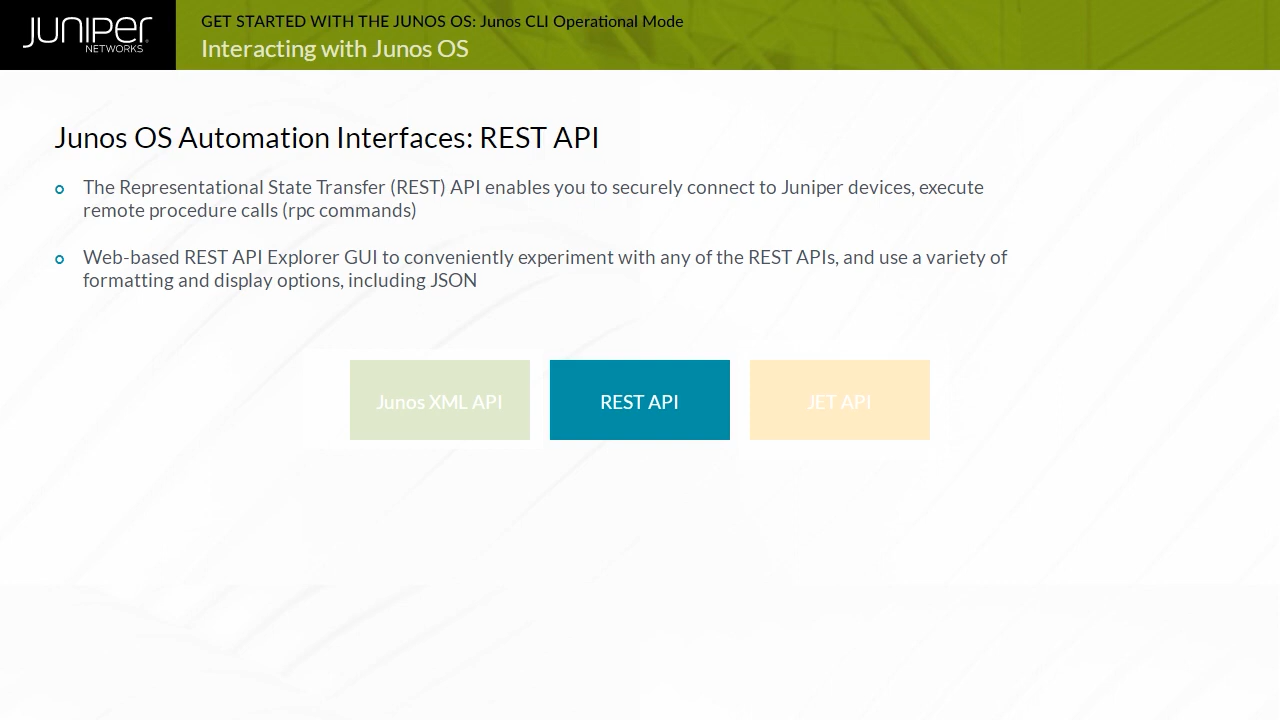 JUNIPEr
NETWORKS
GET STARTED WITH THE JUNOS OS: Junos CLI Operational Mode
Interacting with Junos OS
Junos OS Automation Interfaces: REST API
The Representational State Transfer (REST) API enables you to securely connect to Juniper devices, execute
remote procedure calls (rpc commands)
Web-based REST API Explorer GUI to conveniently experiment with any of the REST APIs, and use a variety of
formatting and display options, including JSON
Junos XML API
REST API
JET API